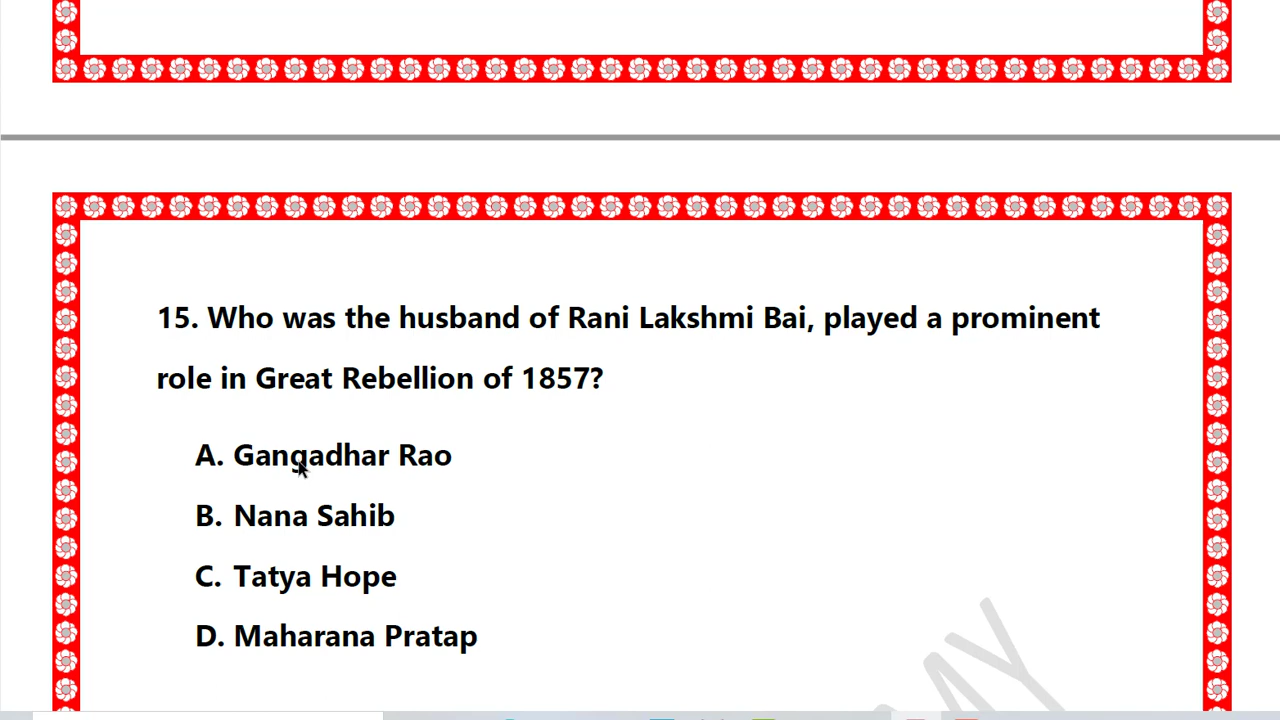 15. Who was the husband of Rani Lakshmi Bai, played a prominent
role in Great Rebellion of 1857?
A. Gangadhar Rao
B. Nana Sahib
C. Tatya Hope
D. Maharana Pratap
MY